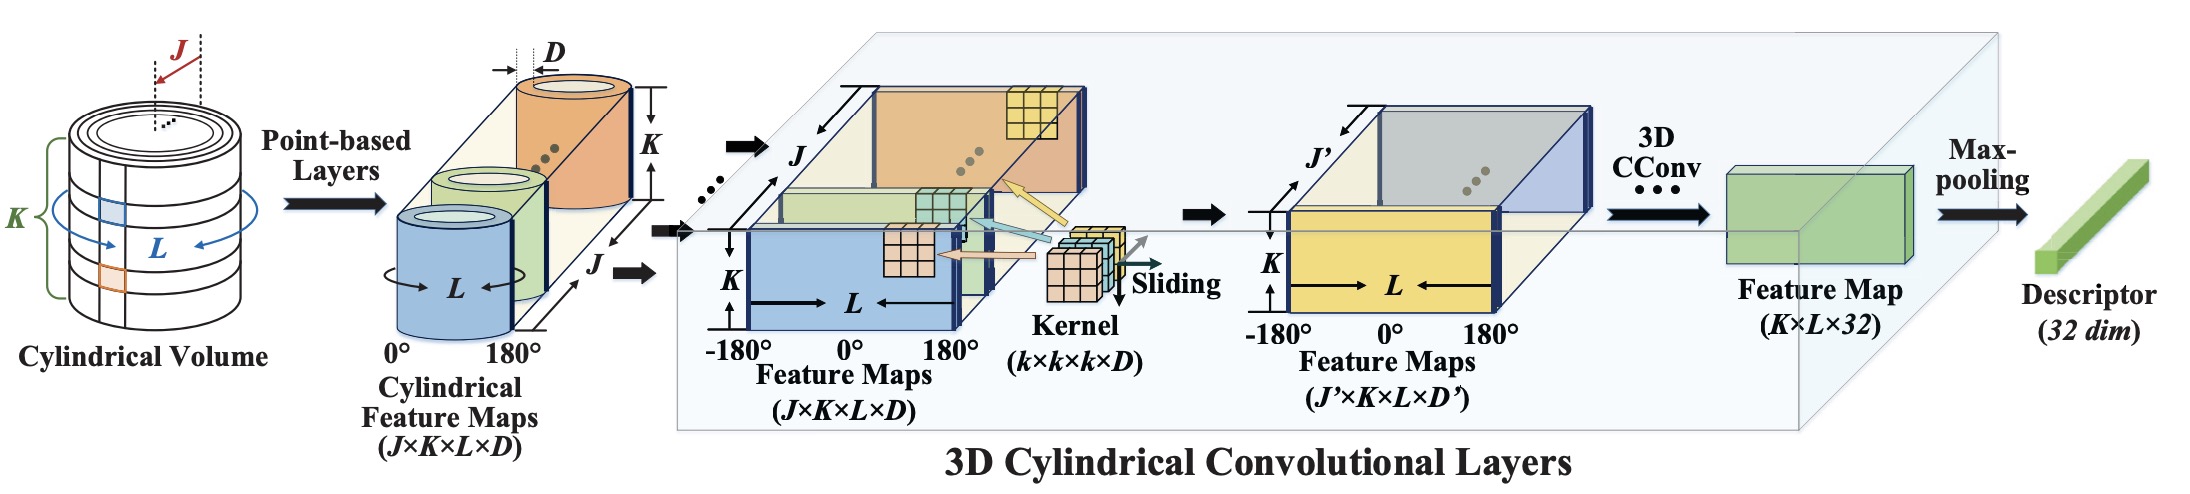 J
K
L
Cylindrical Volume
Point-based
Layers
D
K
L
J
0° 180°
Cylindrical
Feature Maps
(J×K×L×D)
J
K
L
-180° 0° 180°
Feature Maps
(J×K×L×D)
Sliding
Kernel
(k×k×k×D)
J’
K
L
-180° 0° 180°
Feature Maps
(J’×K×L×D’)
3D
CConv
Feature Map
(K×L×32)
Max-
pooling
Descriptor
(32 dim)
3D Cylindrical Convolutional Layers